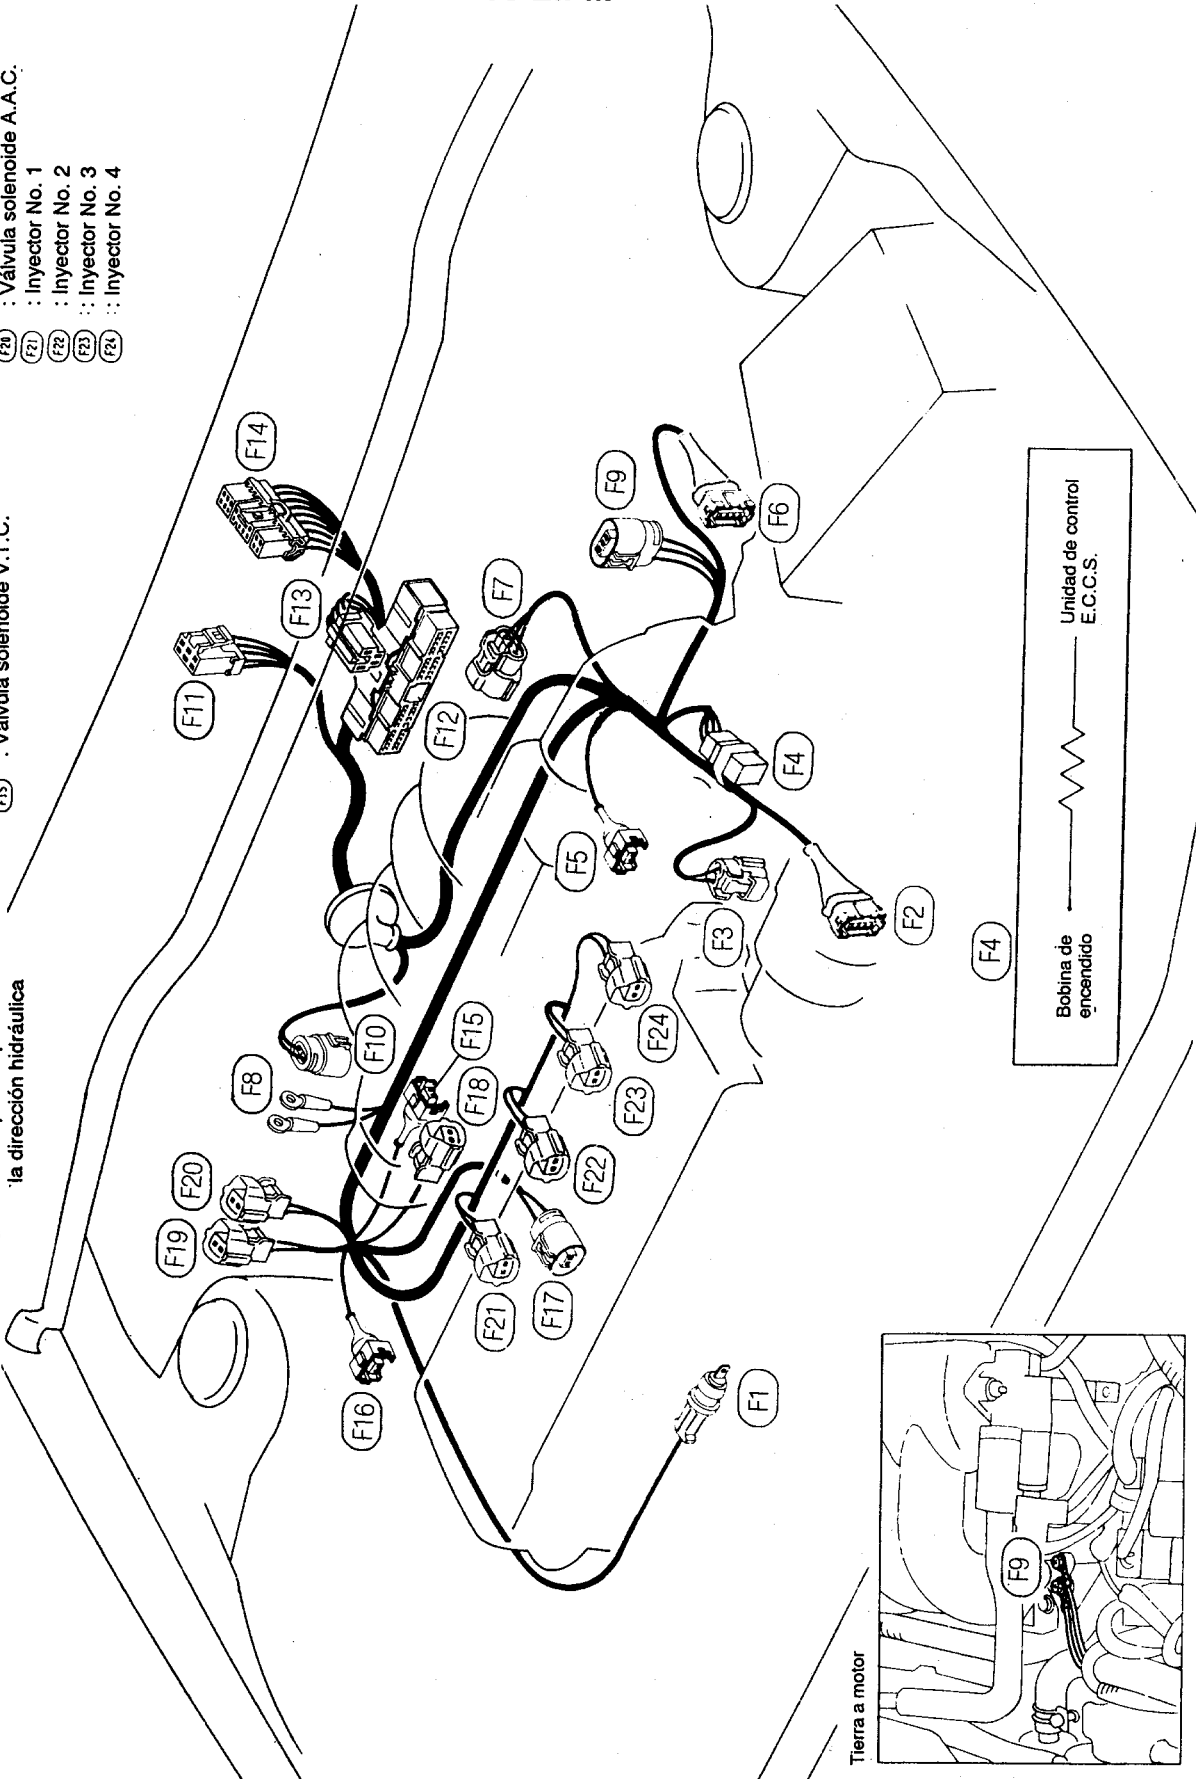 la dirección hidráulica
F15 : Válvula solenoide V.T.C.
F20 : Válvula solenoide A.A.C.
F21 : Inyector No. 1
F22 : Inyector No. 2
F23 :: Inyector No. 3
F24 :: Inyector No. 4
F14
F11
F13
F12
F7
F9
F6
F4
F5
F3
F2
F10
F8
F15
F18
F20
F19
F24
F23
F22
F21
F17
F16
F1
F4
Bobina de
encendido
Unidad de control
E.C.C.S.
Tierra a motor
F9